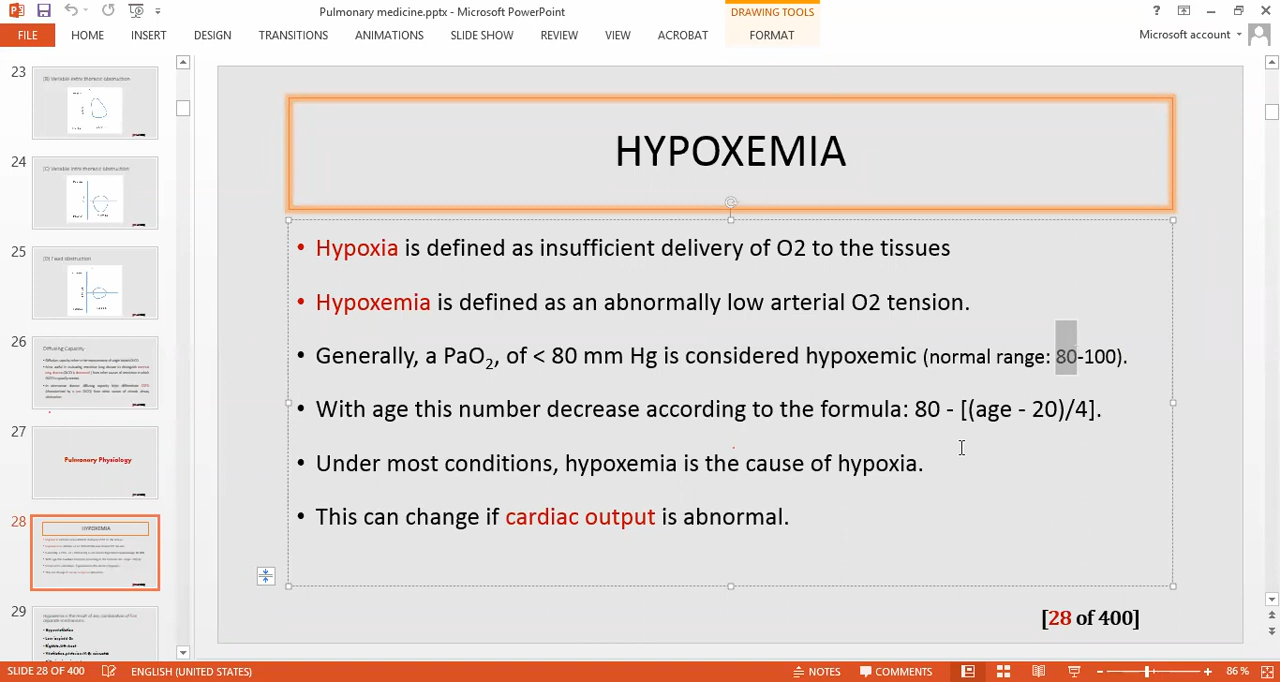 Pulmonary medicine.pptx - Microsoft PowerPoint
DRAWING TOOLS
?
FILE HOME INSERT DESIGN TRANSITIONS ANIMATIONS SLIDE SHOW REVIEW VIEW ACROBAT FORMAT Microsoft account
23
24
25
26
Diffusing Capacity
27
Pulmonary Physiology
28
HYPOXEMIA
29
HYPOXEMIA
• Hypoxia is defined as insufficient delivery of O2 to the tissues
• Hypoxemia is defined as an abnormally low arterial O2 tension.
• Generally, a PaO2, of < 80 mm Hg is considered hypoxemic (normal range: 80-100).
• With age this number decrease according to the formula: 80 - [(age - 20)/4].
• Under most conditions, hypoxemia is the cause of hypoxia.
• This can change if cardiac output is abnormal.
[28 of 400]
SLIDE 28 OF 400 ENGLISH (UNITED STATES) NOTES COMMENTS 86 %